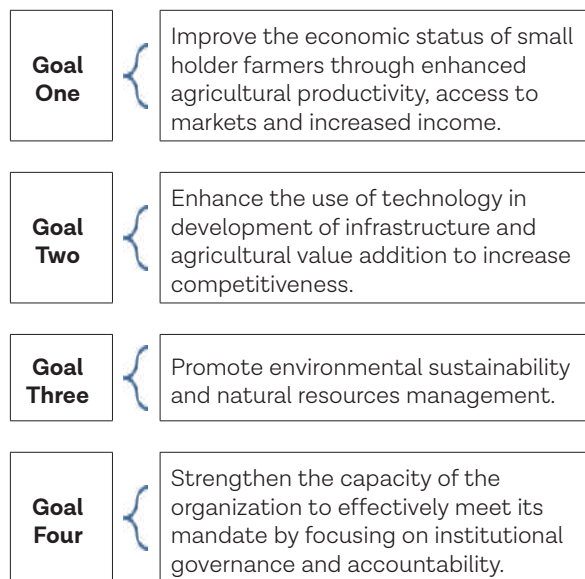 Goal
One
Improve the economic status of small
holder farmers through enhanced
agricultural productivity, access to
markets and increased income.
Goal
Two
Enhance the use of technology in
development of infrastructure and
agricultural value addition to increase
competitiveness.
Goal
Three
Promote environmental sustainability
and natural resources management.
Goal
Four
Strengthen the capacity of the
organization to effectively meet its
mandate by focusing on institutional
governance and accountability.